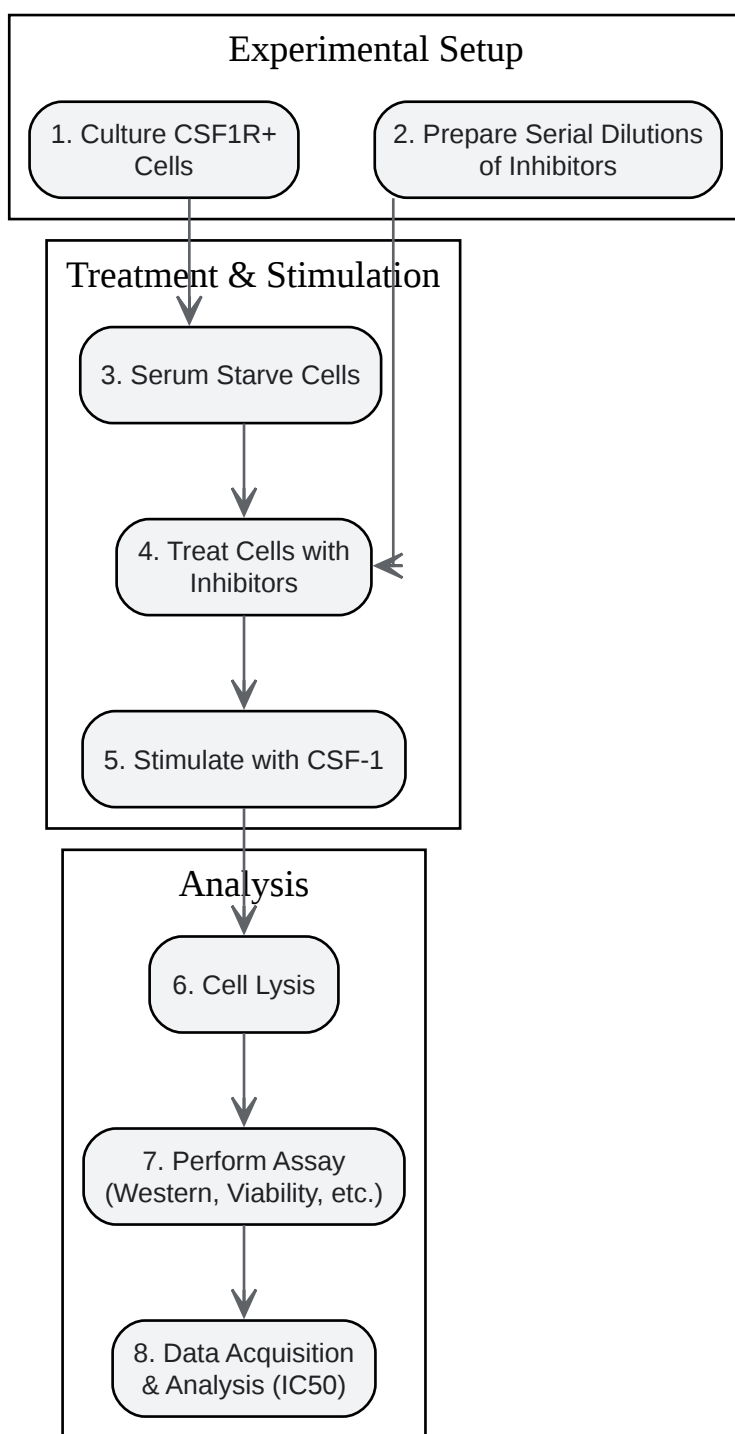 Experimental Setup
1. Culture CSF1R+
Cells
2. Prepare Serial Dilutions
of Inhibitors
Treatment & Stimulation
3. Serum Starve Cells
4. Treat Cells with
Inhibitors
5. Stimulate with CSF-1
Analysis
6. Cell Lysis
7. Perform Assay
(Western, Viability, etc.)
8. Data Acquisition
& Analysis (IC50)